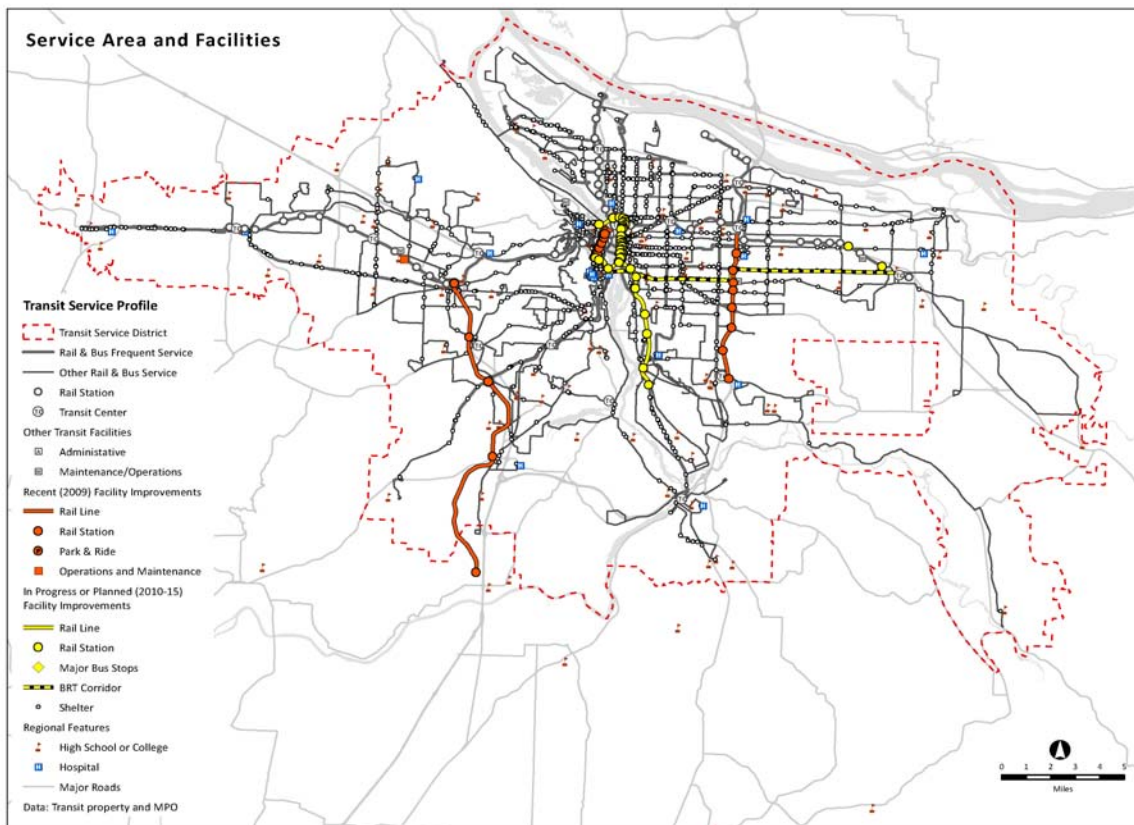 Service Area and Facilities
Transit Service Profile
Transit Service District
Rail & Bus Frequent Service
Other Rail & Bus Service
Rail Station
Transit Center
Other Transit Facilities
Administative
Maintenance/Operations
Recent (2009) Facility Improvements
Rail Line
Rail Station
Park & Ride
Operations and Maintenance
In Progress or Planned (2010-15)
Facility Improvements
Rail Line
Rail Station
Major Bus Stops
BRT Corridor
Shelter
Regional Features
High School or College
Hospital
Major Roads
Data: Transit property and MPO
0 1 2 3 4 5
Miles